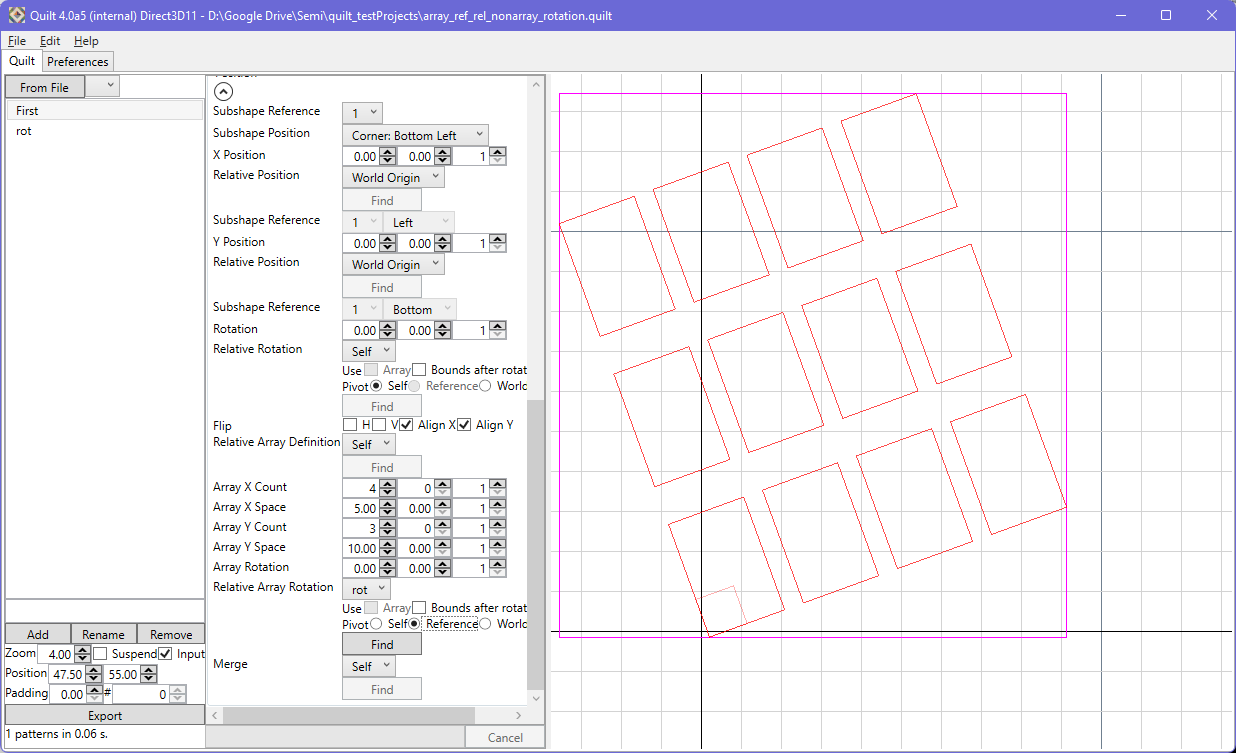 Quilt 4.0a5 (internal) Direct3D11 - D:\Google Drive\Semi\quilt_testProjects\array_ref_rel_nonarray_rotation.quilt
File Edit Help
Quilt Preferences
From File
First
rot
Add Rename Remove
Zoom 4.00 Suspend Input
Position 47.50 55.00
Padding 0.00 # 0
Export
1 patterns in 0.06 s.
Subshape Reference 1
Subshape Position Corner: Bottom Left
X Position 0.00 0.00 1
Relative Position World Origin
Find
Subshape Reference 1 Left
Y Position 0.00 0.00 1
Relative Position World Origin
Find
Subshape Reference 1 Bottom
Rotation 0.00 0.00 1
Relative Rotation Self
Use Array Bounds after rotat
Pivot Self Reference World
Find
Flip H V Align X Align Y
Relative Array Definition Self
Find
Array X Count 4 0 1
Array X Space 5.00 0.00 1
Array Y Count 3 0 1
Array Y Space 10.00 0.00 1
Array Rotation 0.00 0.00 1
Relative Array Rotation rot
Use Array Bounds after rotat
Pivot Self Reference World
Find
Merge Self
Find
Cancel